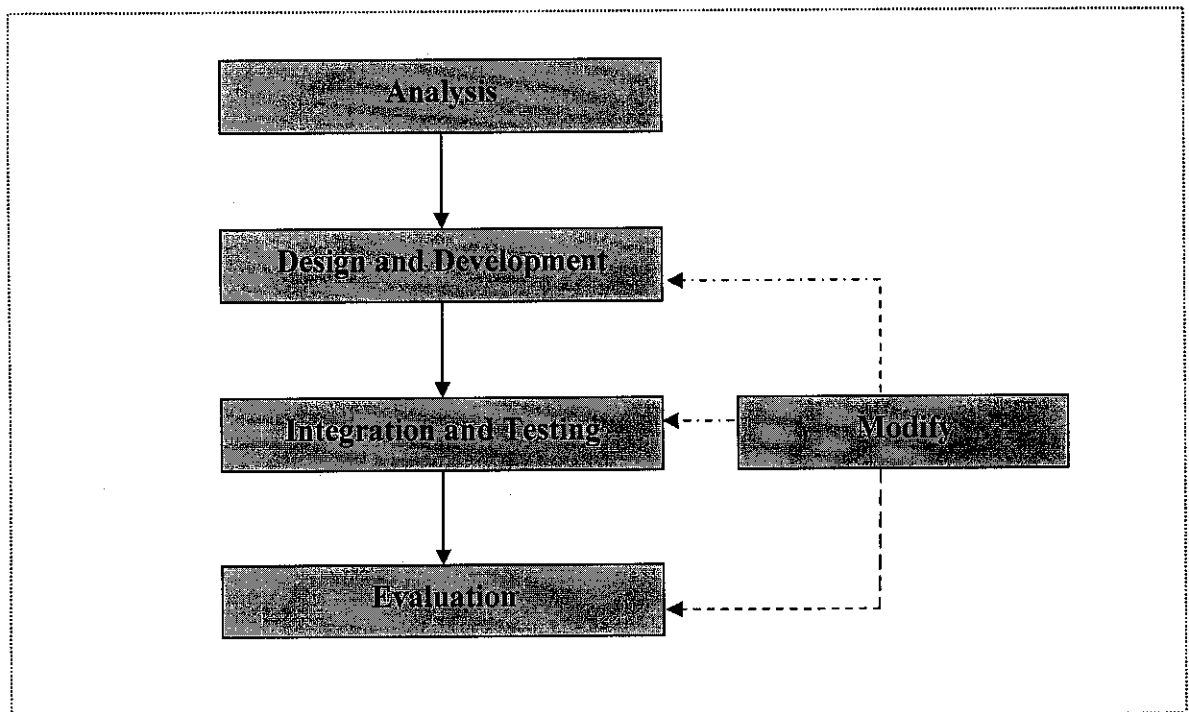 Analysis
Design and Development
Integration and Testing
Modify
Evaluation